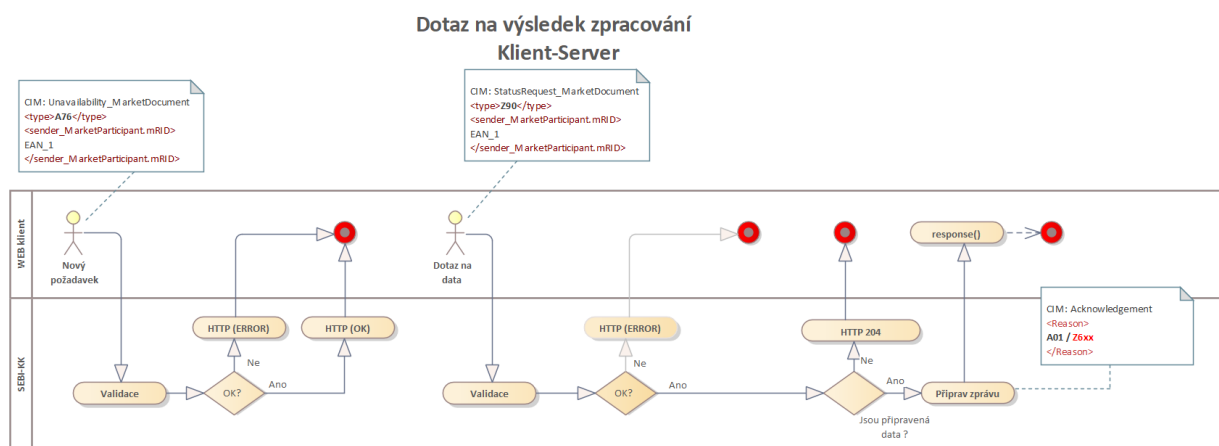 Dotaz na výsledek zpracování
Klient-Server
CIM: Unavailability_MarketDocument
<type>A76</type>
<sender_MarketParticipant.mRID>
EAN_1
</sender_MarketParticipant.mRID>
CIM: StatusRequest_MarketDocument
<type>Z90</type>
<sender_MarketParticipant.mRID>
EAN_1
</sender_MarketParticipant.mRID>
WEB klient
Nový
požadavek
Dotaz na
data
response()
SEBI-KK
HTTP (ERROR)
HTTP (OK)
HTTP (ERROR)
HTTP 204
CIM: Acknowledgement
<Reason>
A01 / Z6xx
</Reason>
Ne
Ne
Ne
Validace
OK?
Ano
Validace
OK?
Ano
Ano
Připrav zprávu
Jsou připravená
data ?